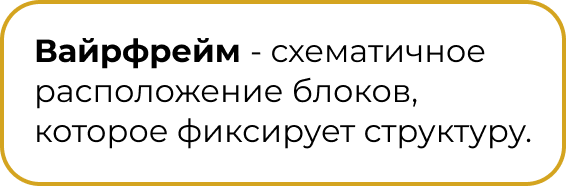 Вайрфрейм - схематичное
расположение блоков,
которое фиксирует структуру.